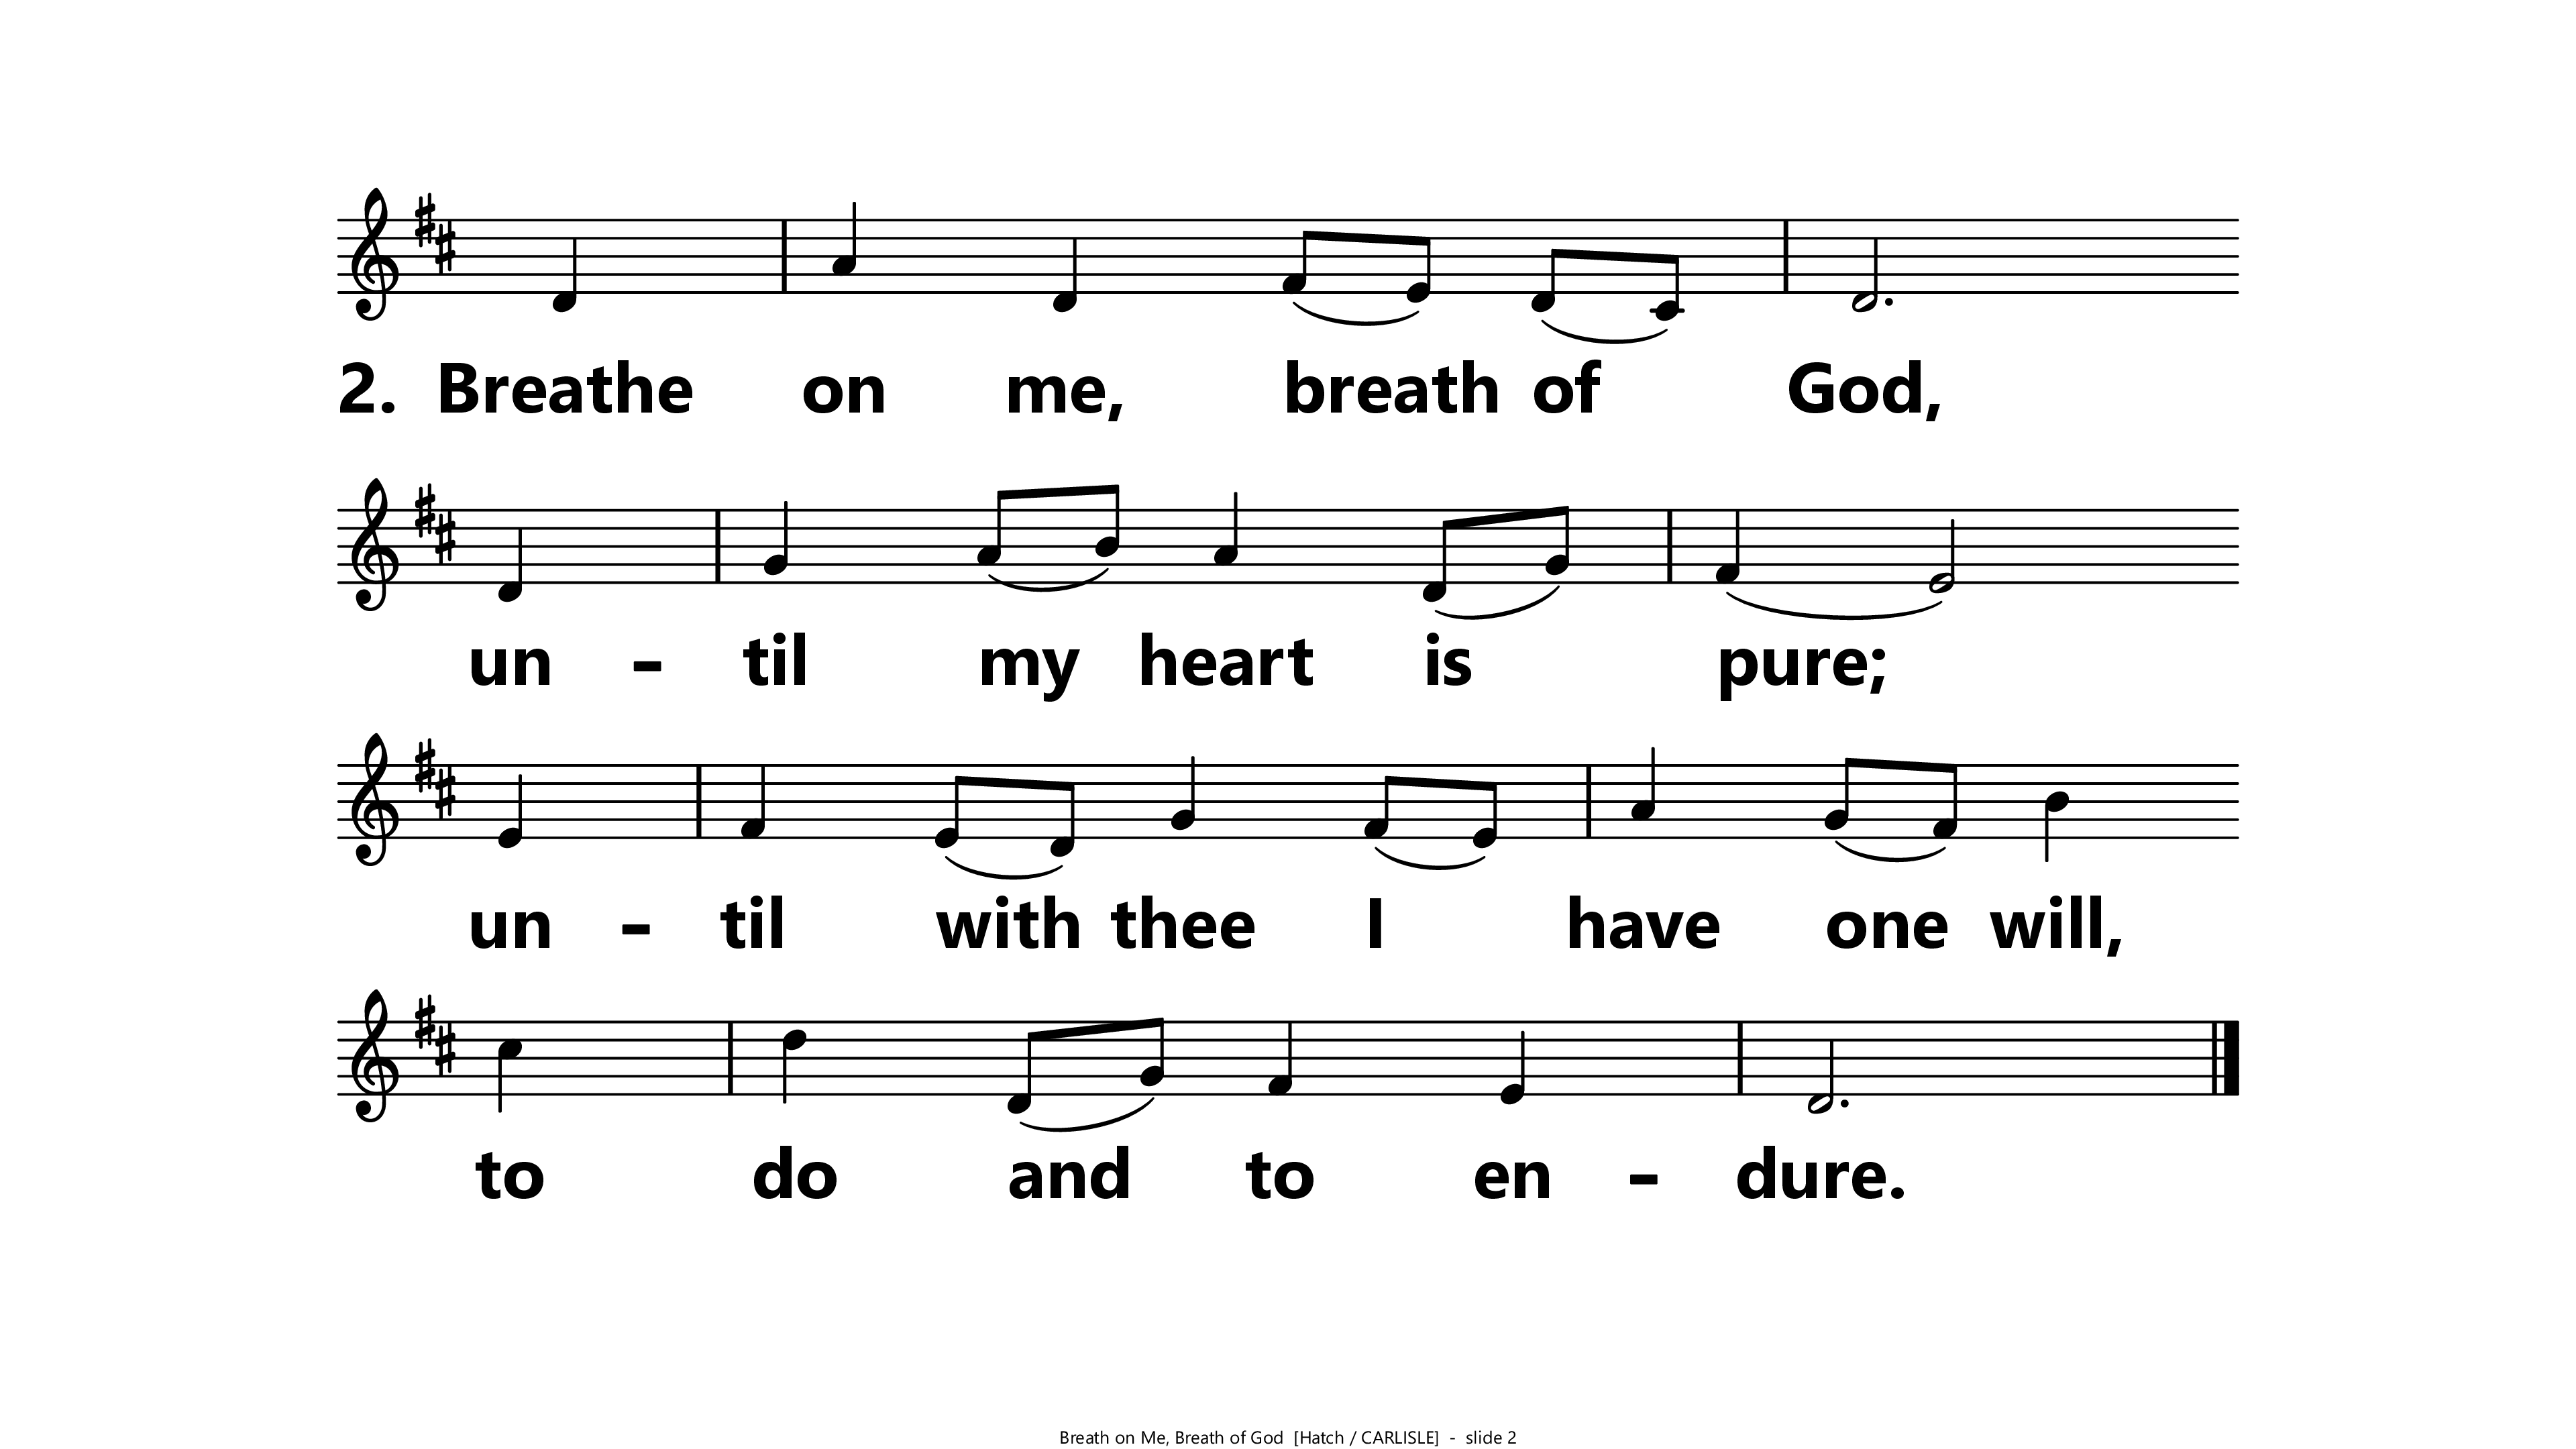 2. Breathe on me, breath of God,
un - til my heart is pure;
un - til with thee I have one will,
to do and to en - dure.
Breath on Me, Breath of God [Hatch / CARLISLE] - slide 2